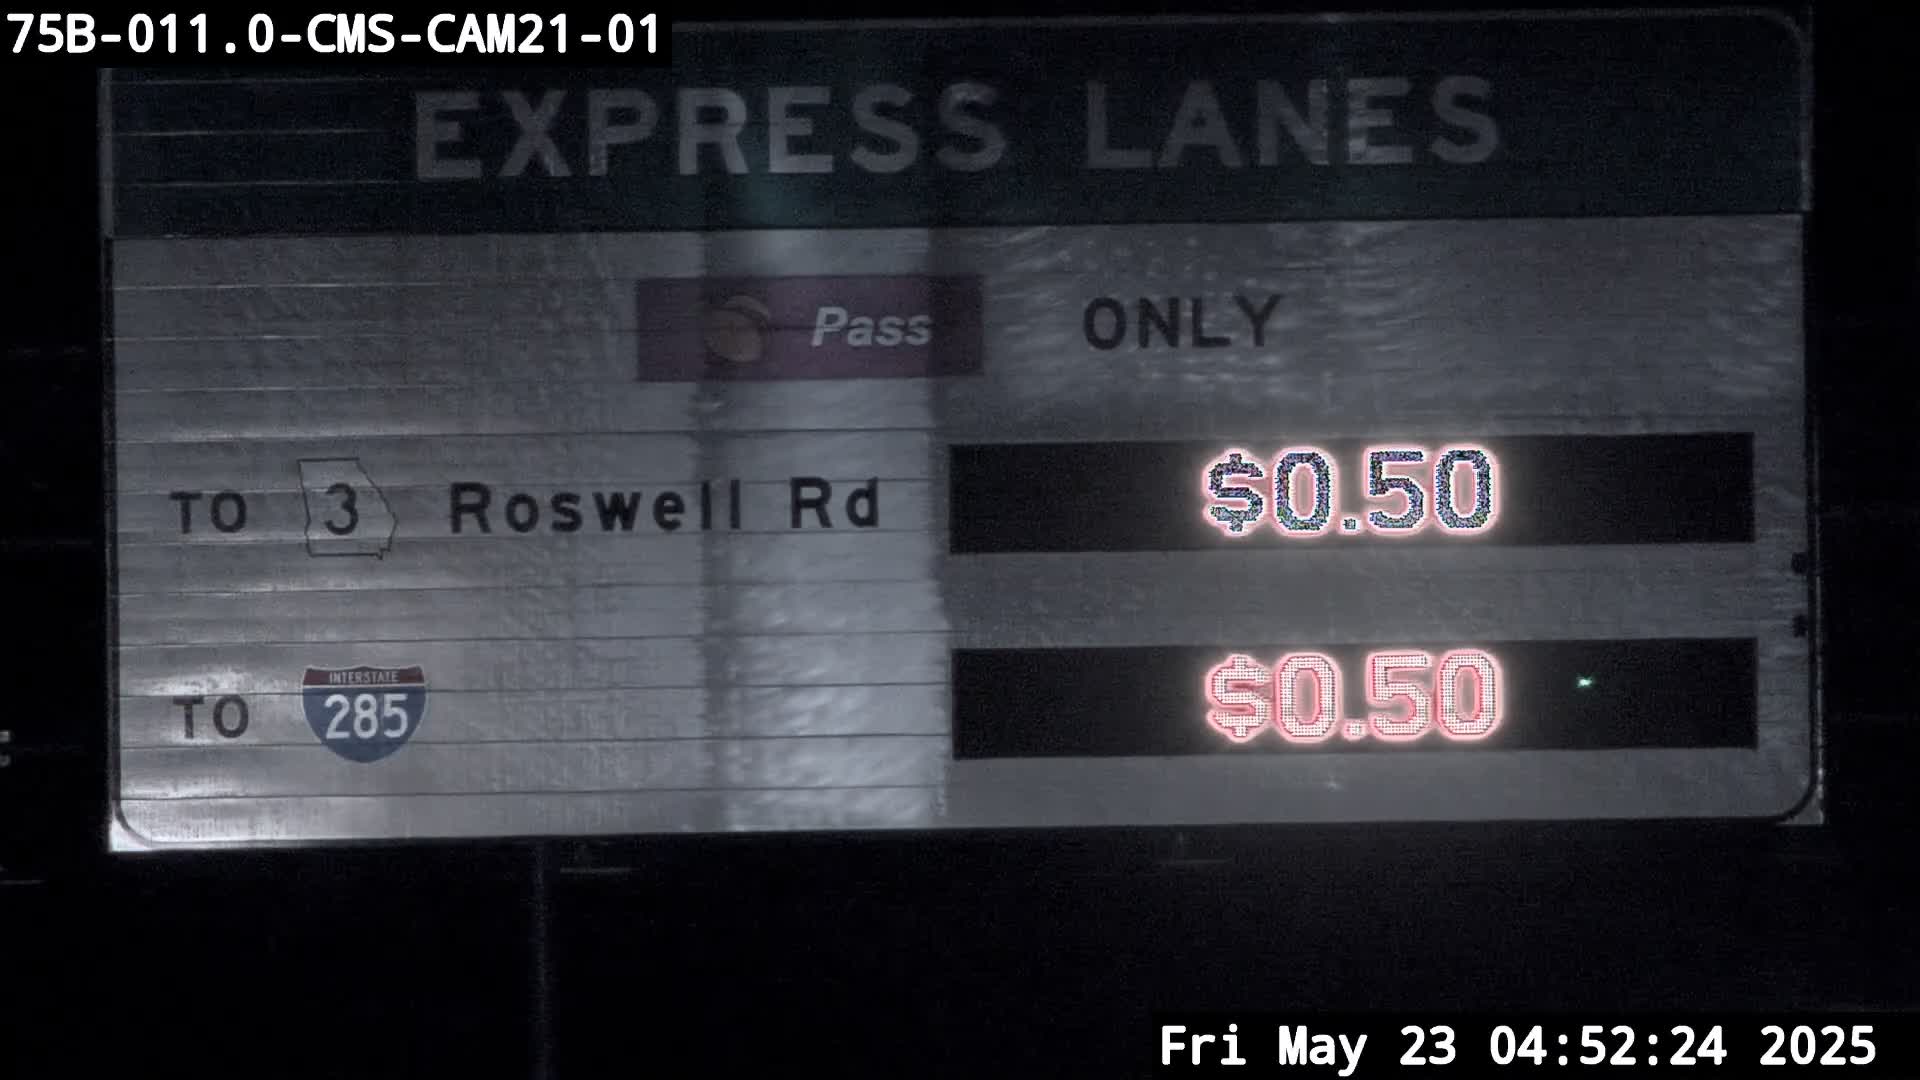 75B-011.0-CMS-CAM21-01
EXPRESS LANES
Pass ONLY
TO 3 Roswell Rd $0.50
INTERSTATE
TO 285 $0.50
Fri May 23 04:52:24 2025